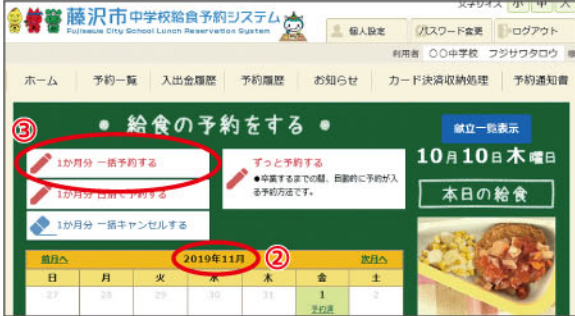 文字サイズ 小 中 大
藤沢市中学校給食予約システム
Fujisawa City School Lunch Reservation System
個人設定
パスワード変更
ログアウト
利用者 〇〇中学校 フジサワタロウ 様
ホーム 予約一覧 入出金履歴 予約履歴 お知らせ カード決済収納処理 予約通知書
③
● 給食の予約をする ●
献立一覧表示
1か月分 一括予約する
ずっと予約する
●卒業するまでの間、自動的に予約が入る予約方法です。
10月10日木曜日
1か月分 日別で予約する
本日の給食
1か月分 一括キャンセルする
前月へ 2019年11月 ② 次月へ
日 月 火 水 木 金 土
27 28 29 30 31 1 2
予約済